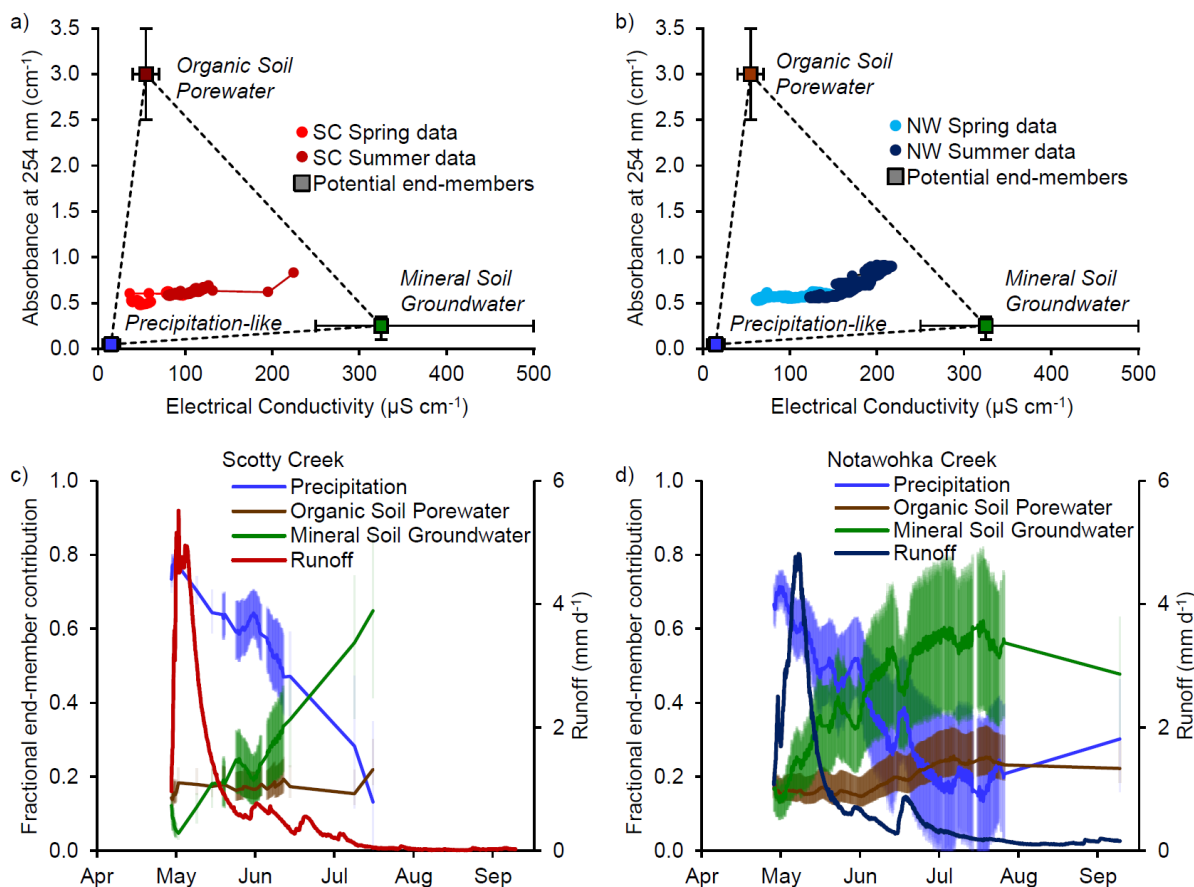 a)
Absorbance at 254 nm (cm⁻¹)
3.5
3.0
2.5
2.0
1.5
1.0
0.5
0.0
Organic Soil
Porewater
SC Spring data
SC Summer data
Potential end-members
Mineral Soil
Groundwater
Precipitation-like
0 100 200 300 400 500
Electrical Conductivity (µS cm⁻¹)
b)
Absorbance at 254 nm (cm⁻¹)
3.5
3.0
2.5
2.0
1.5
1.0
0.5
0.0
Organic Soil
Porewater
NW Spring data
NW Summer data
Potential end-members
Mineral Soil
Groundwater
Precipitation-like
0 100 200 300 400 500
Electrical Conductivity (µS cm⁻¹)
c)
Scotty Creek
Precipitation
Organic Soil Porewater
Mineral Soil Groundwater
Runoff
Fractional end-member contribution
1.0
0.8
0.6
0.4
0.2
0.0
6
4
2
0
Runoff (mm d⁻¹)
Apr May Jun Jul Aug Sep
d)
Notawohka Creek
Precipitation
Organic Soil Porewater
Mineral Soil Groundwater
Runoff
Fractional end-member contribution
1.0
0.8
0.6
0.4
0.2
0.0
6
4
2
0
Runoff (mm d⁻¹)
Apr May Jun Jul Aug Sep